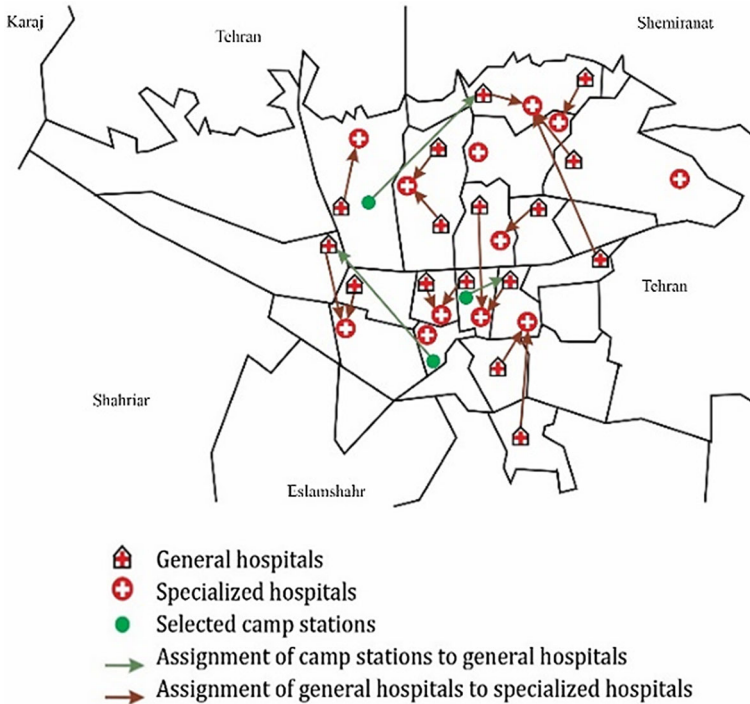 Karaj
Tehran
Shemiranat
Tehran
Shahriar
Eslamshahr
General hospitals
Specialized hospitals
Selected camp stations
Assignment of camp stations to general hospitals
Assignment of general hospitals to specialized hospitals